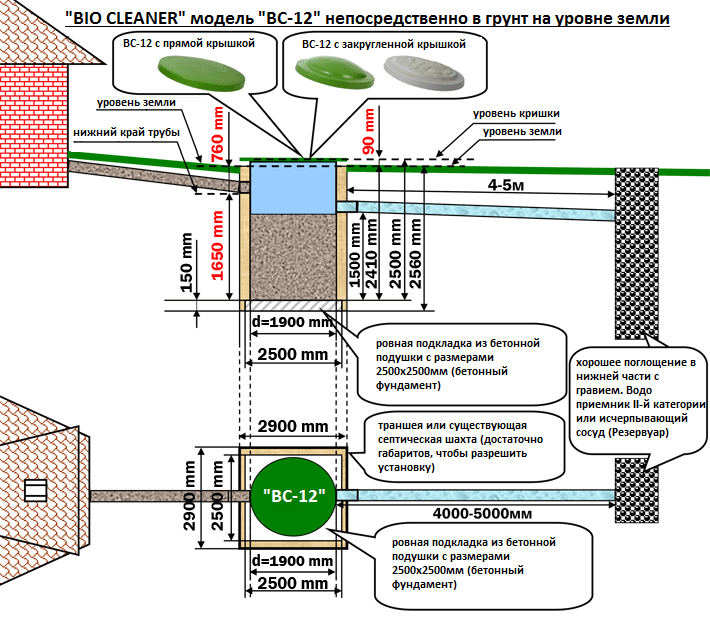 "BIO CLEANER" модель "BC-12" непосредственно в грунт на уровне земли
BC-12 с прямой крышкой
BC-12 с закругленной крышкой
уровень земли
нижний край трубы
760 mm
90 mm
уровень кришки
уровень земли
4-5м
150 mm
1650 mm
1500 mm
2410 mm
2500 mm
2560 mm
d=1900 mm
2500 mm
ровная подкладка из бетонной
подушки с размерами
2500x2500мм (бетонный
фундамент)
хорошее поглощение в
нижней части с
гравием. Водо
приемник II-й категории
или исчерпывающий
сосуд (Резервуар)
2900 mm
траншея или существующая
септическая шахта (достаточно
габаритов, чтобы разрешить
установку)
2900 mm
2500 mm
"BC-12"
4000-5000мм
d=1900 mm
2500 mm
ровная подкладка из бетонной
подушки с размерами
2500x2500мм (бетонный
фундамент)